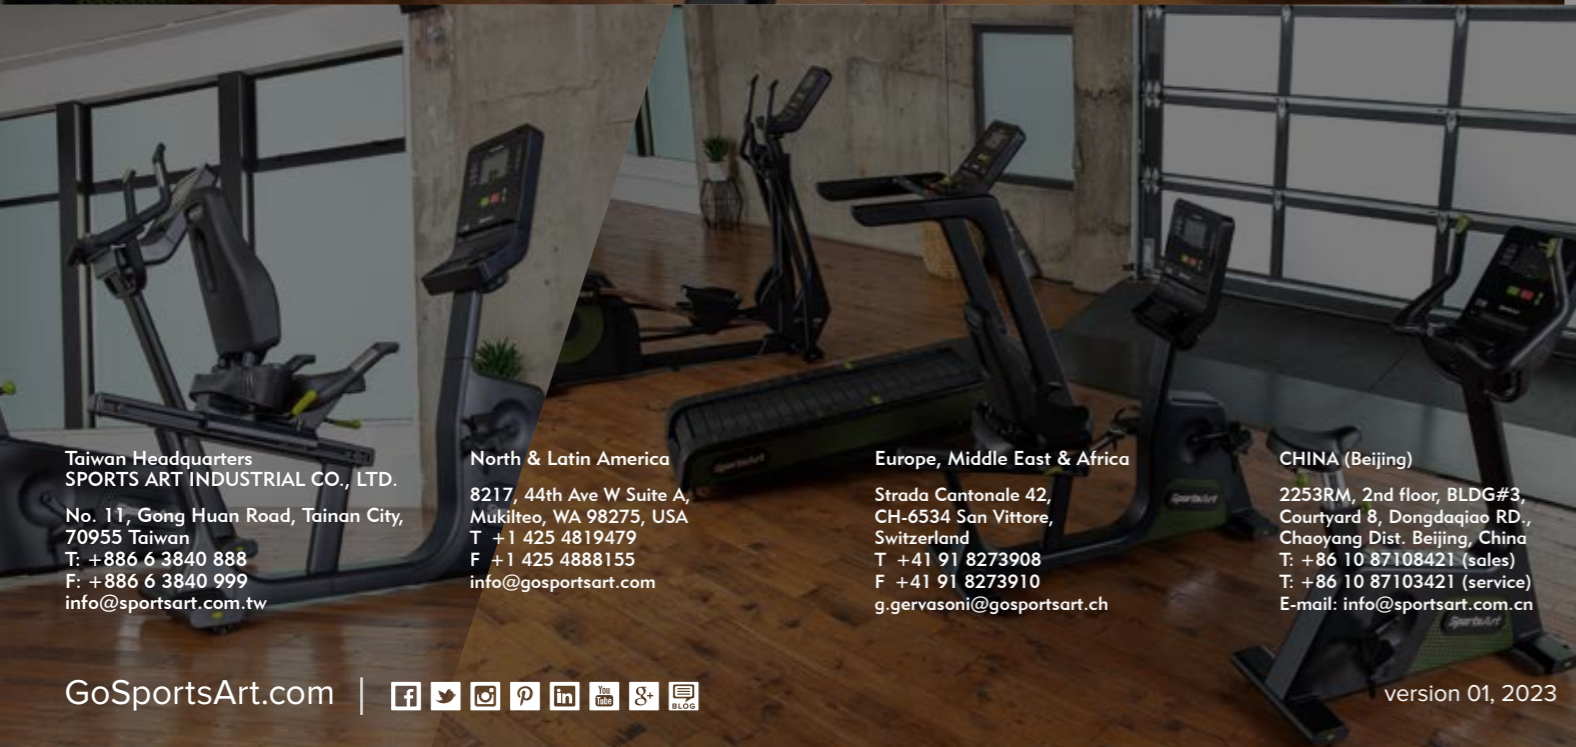 Taiwan Headquarters
SPORTS ART INDUSTRIAL CO., LTD.
No. 11, Gong Huan Road, Tainan City,
70955 Taiwan
T: +886 6 3840 888
F: +886 6 3840 999
info@sportsart.com.tw
North & Latin America
8217, 44th Ave W Suite A,
Mukilteo, WA 98275, USA
T +1 425 4819479
F +1 425 4888155
info@gosportsart.com
Europe, Middle East & Africa
Strada Cantonale 42,
CH-6534 San Vittore,
Switzerland
T +41 91 8273908
F +41 91 8273910
g.gervasoni@gosportsart.ch
CHINA (Beijing)
2253RM, 2nd floor, BLDG#3,
Courtyard 8, Dongdaqiao RD.,
Chaoyang Dist. Beijing, China
T: +86 10 87108421 (sales)
T: +86 10 87103421 (service)
E-mail: info@sportsart.com.cn
SportsArt
SportsArt
SportsArt
GoSportsArt.com
You
Tube
g+
BLOG
version 01, 2023